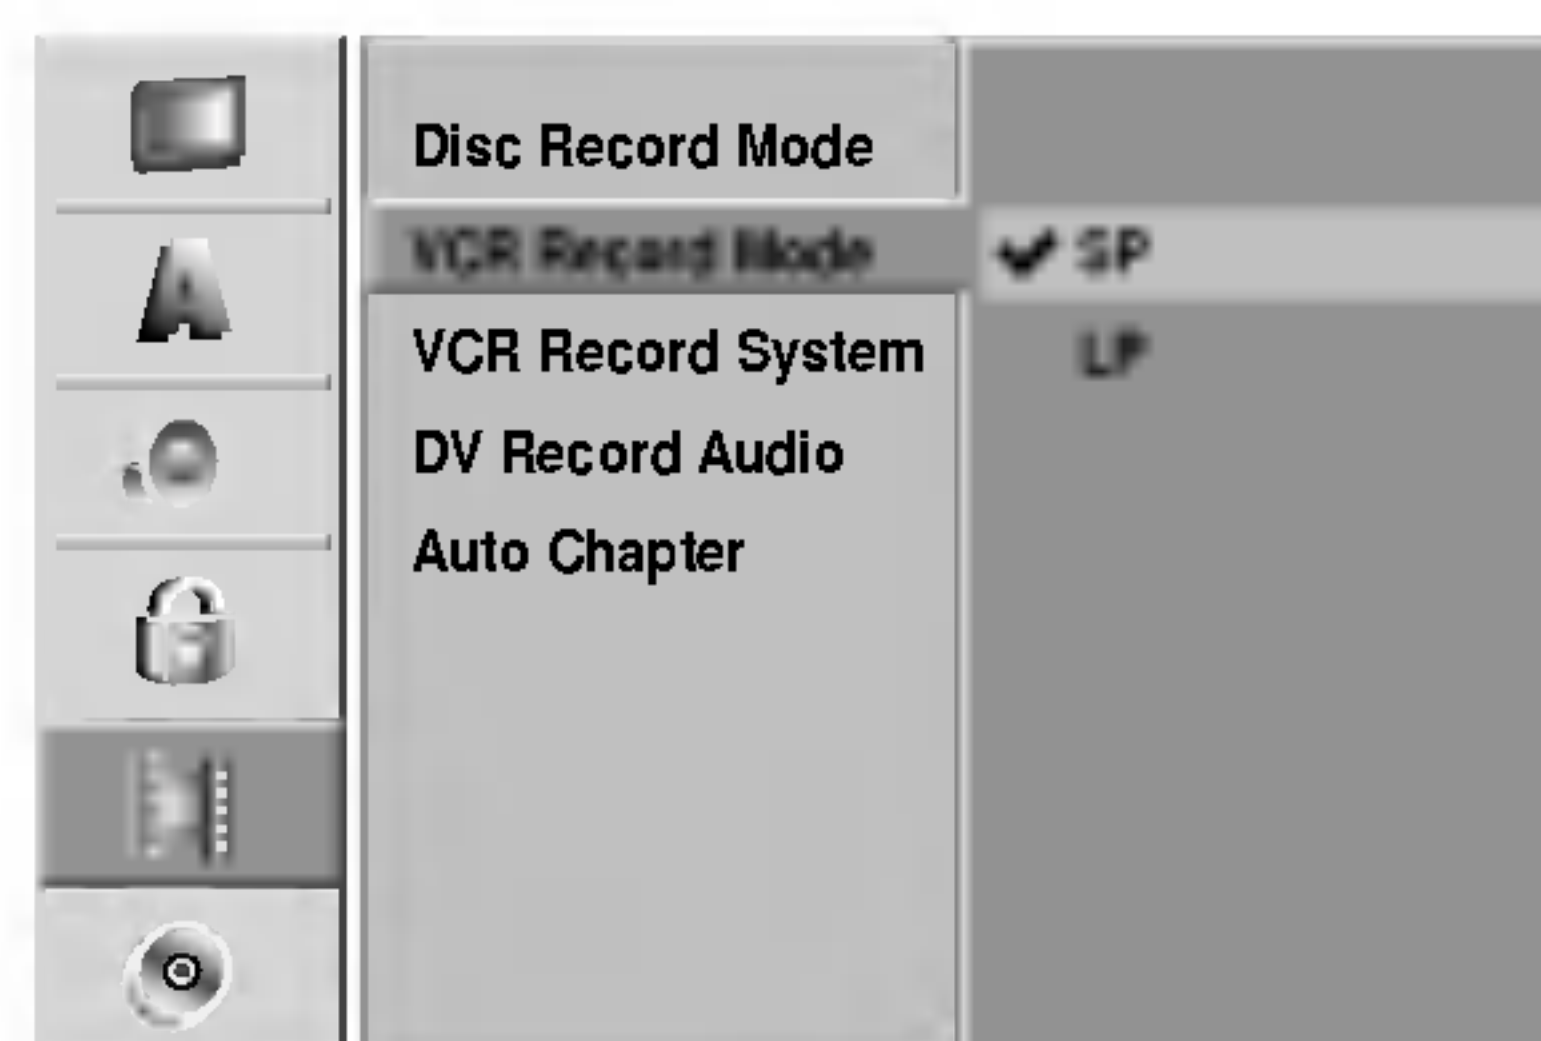 Disc Record Mode
VCR Record Mode
SP
VCR Record System
LP
DV Record Audio
Auto Chapter